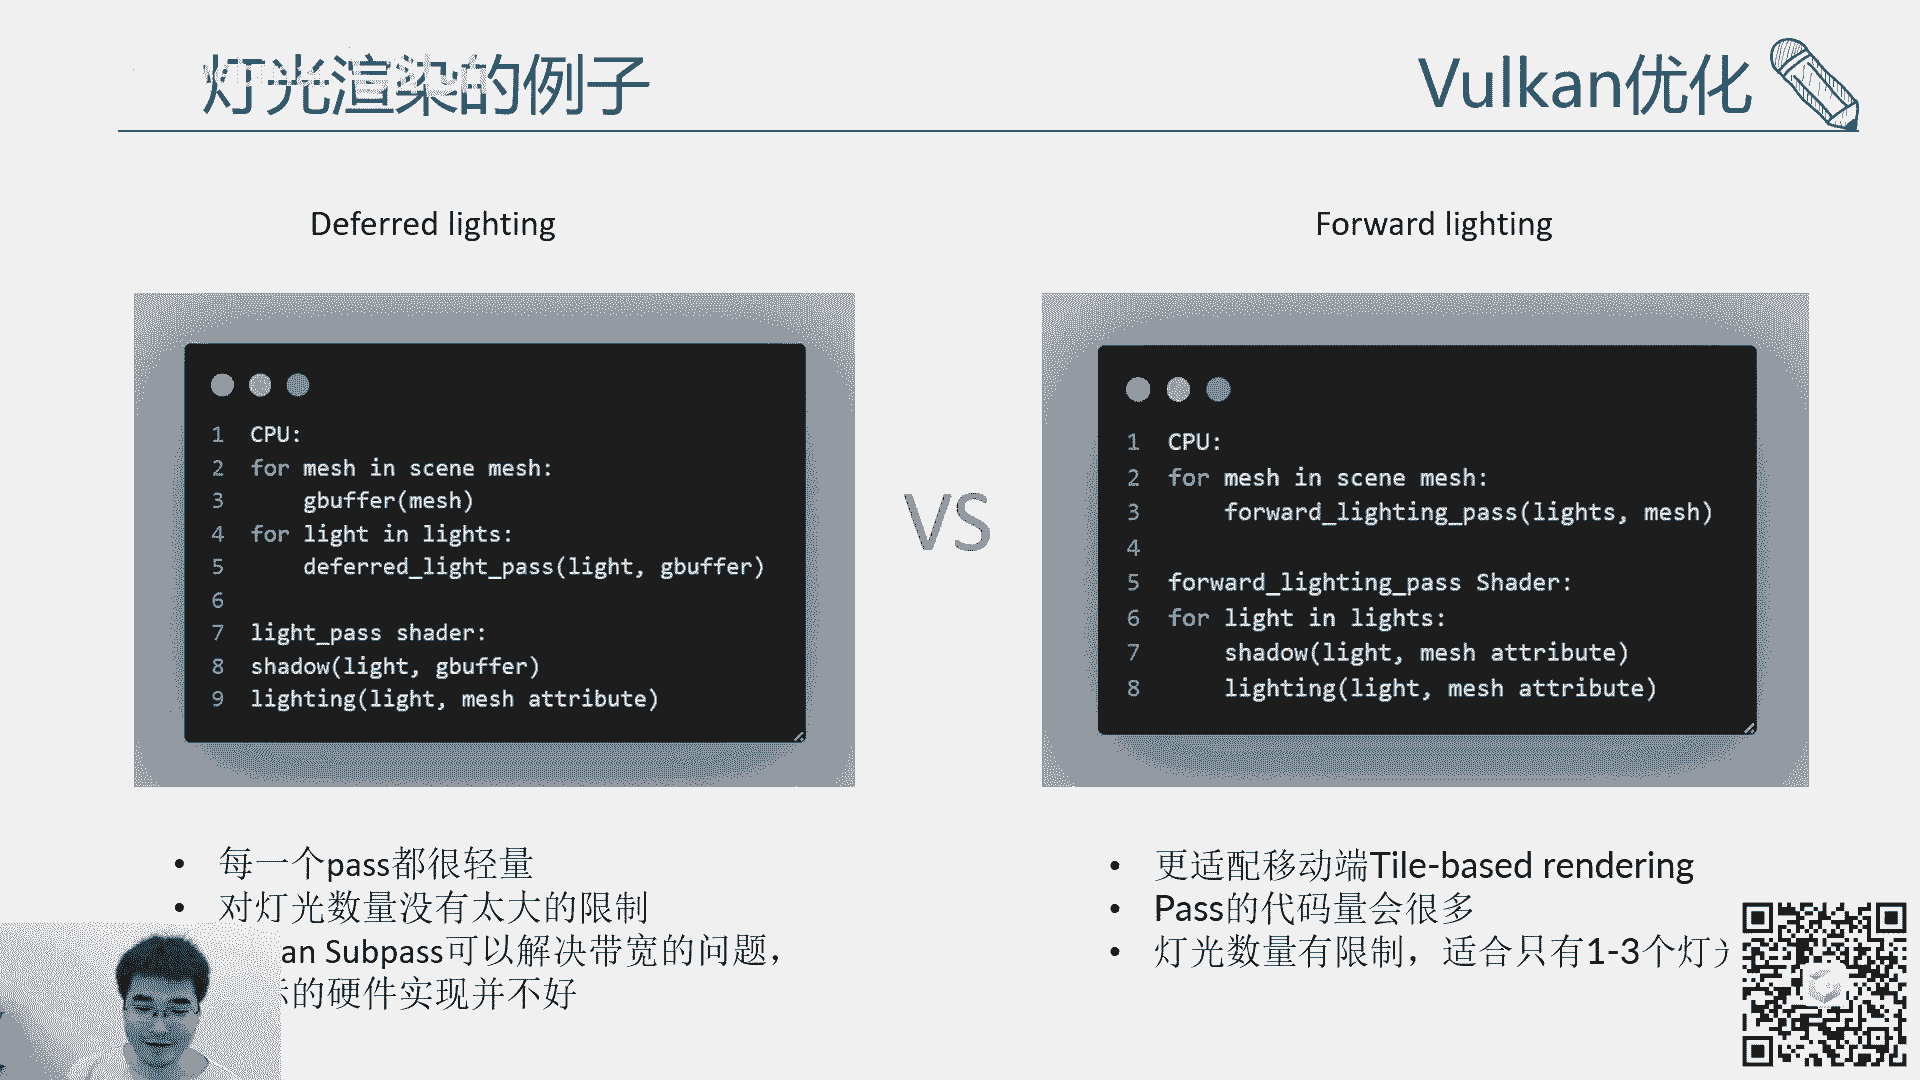 灯光渲染的例子
Vulkan优化
Deferred lighting
Forward lighting
1 CPU:
2 for mesh in scene mesh:
3 gbuffer(mesh)
4 for light in lights:
5 deferred_light_pass(light, gbuffer)
6
7 light_pass shader:
8 shadow(light, gbuffer)
9 lighting(light, mesh attribute)
VS
1 CPU:
2 for mesh in scene mesh:
3 forward_lighting_pass(lights, mesh)
4
5 forward_lighting_pass Shader:
6 for light in lights:
7 shadow(light, mesh attribute)
8 lighting(light, mesh attribute)
• 每一个pass都很轻量
• 对灯光数量没有太大的限制
an Subpass可以解决带宽的问题，
的硬件实现并不好
• 更适配移动端Tile-based rendering
• Pass的代码量会很多
• 灯光数量有限制，适合只有1-3个灯